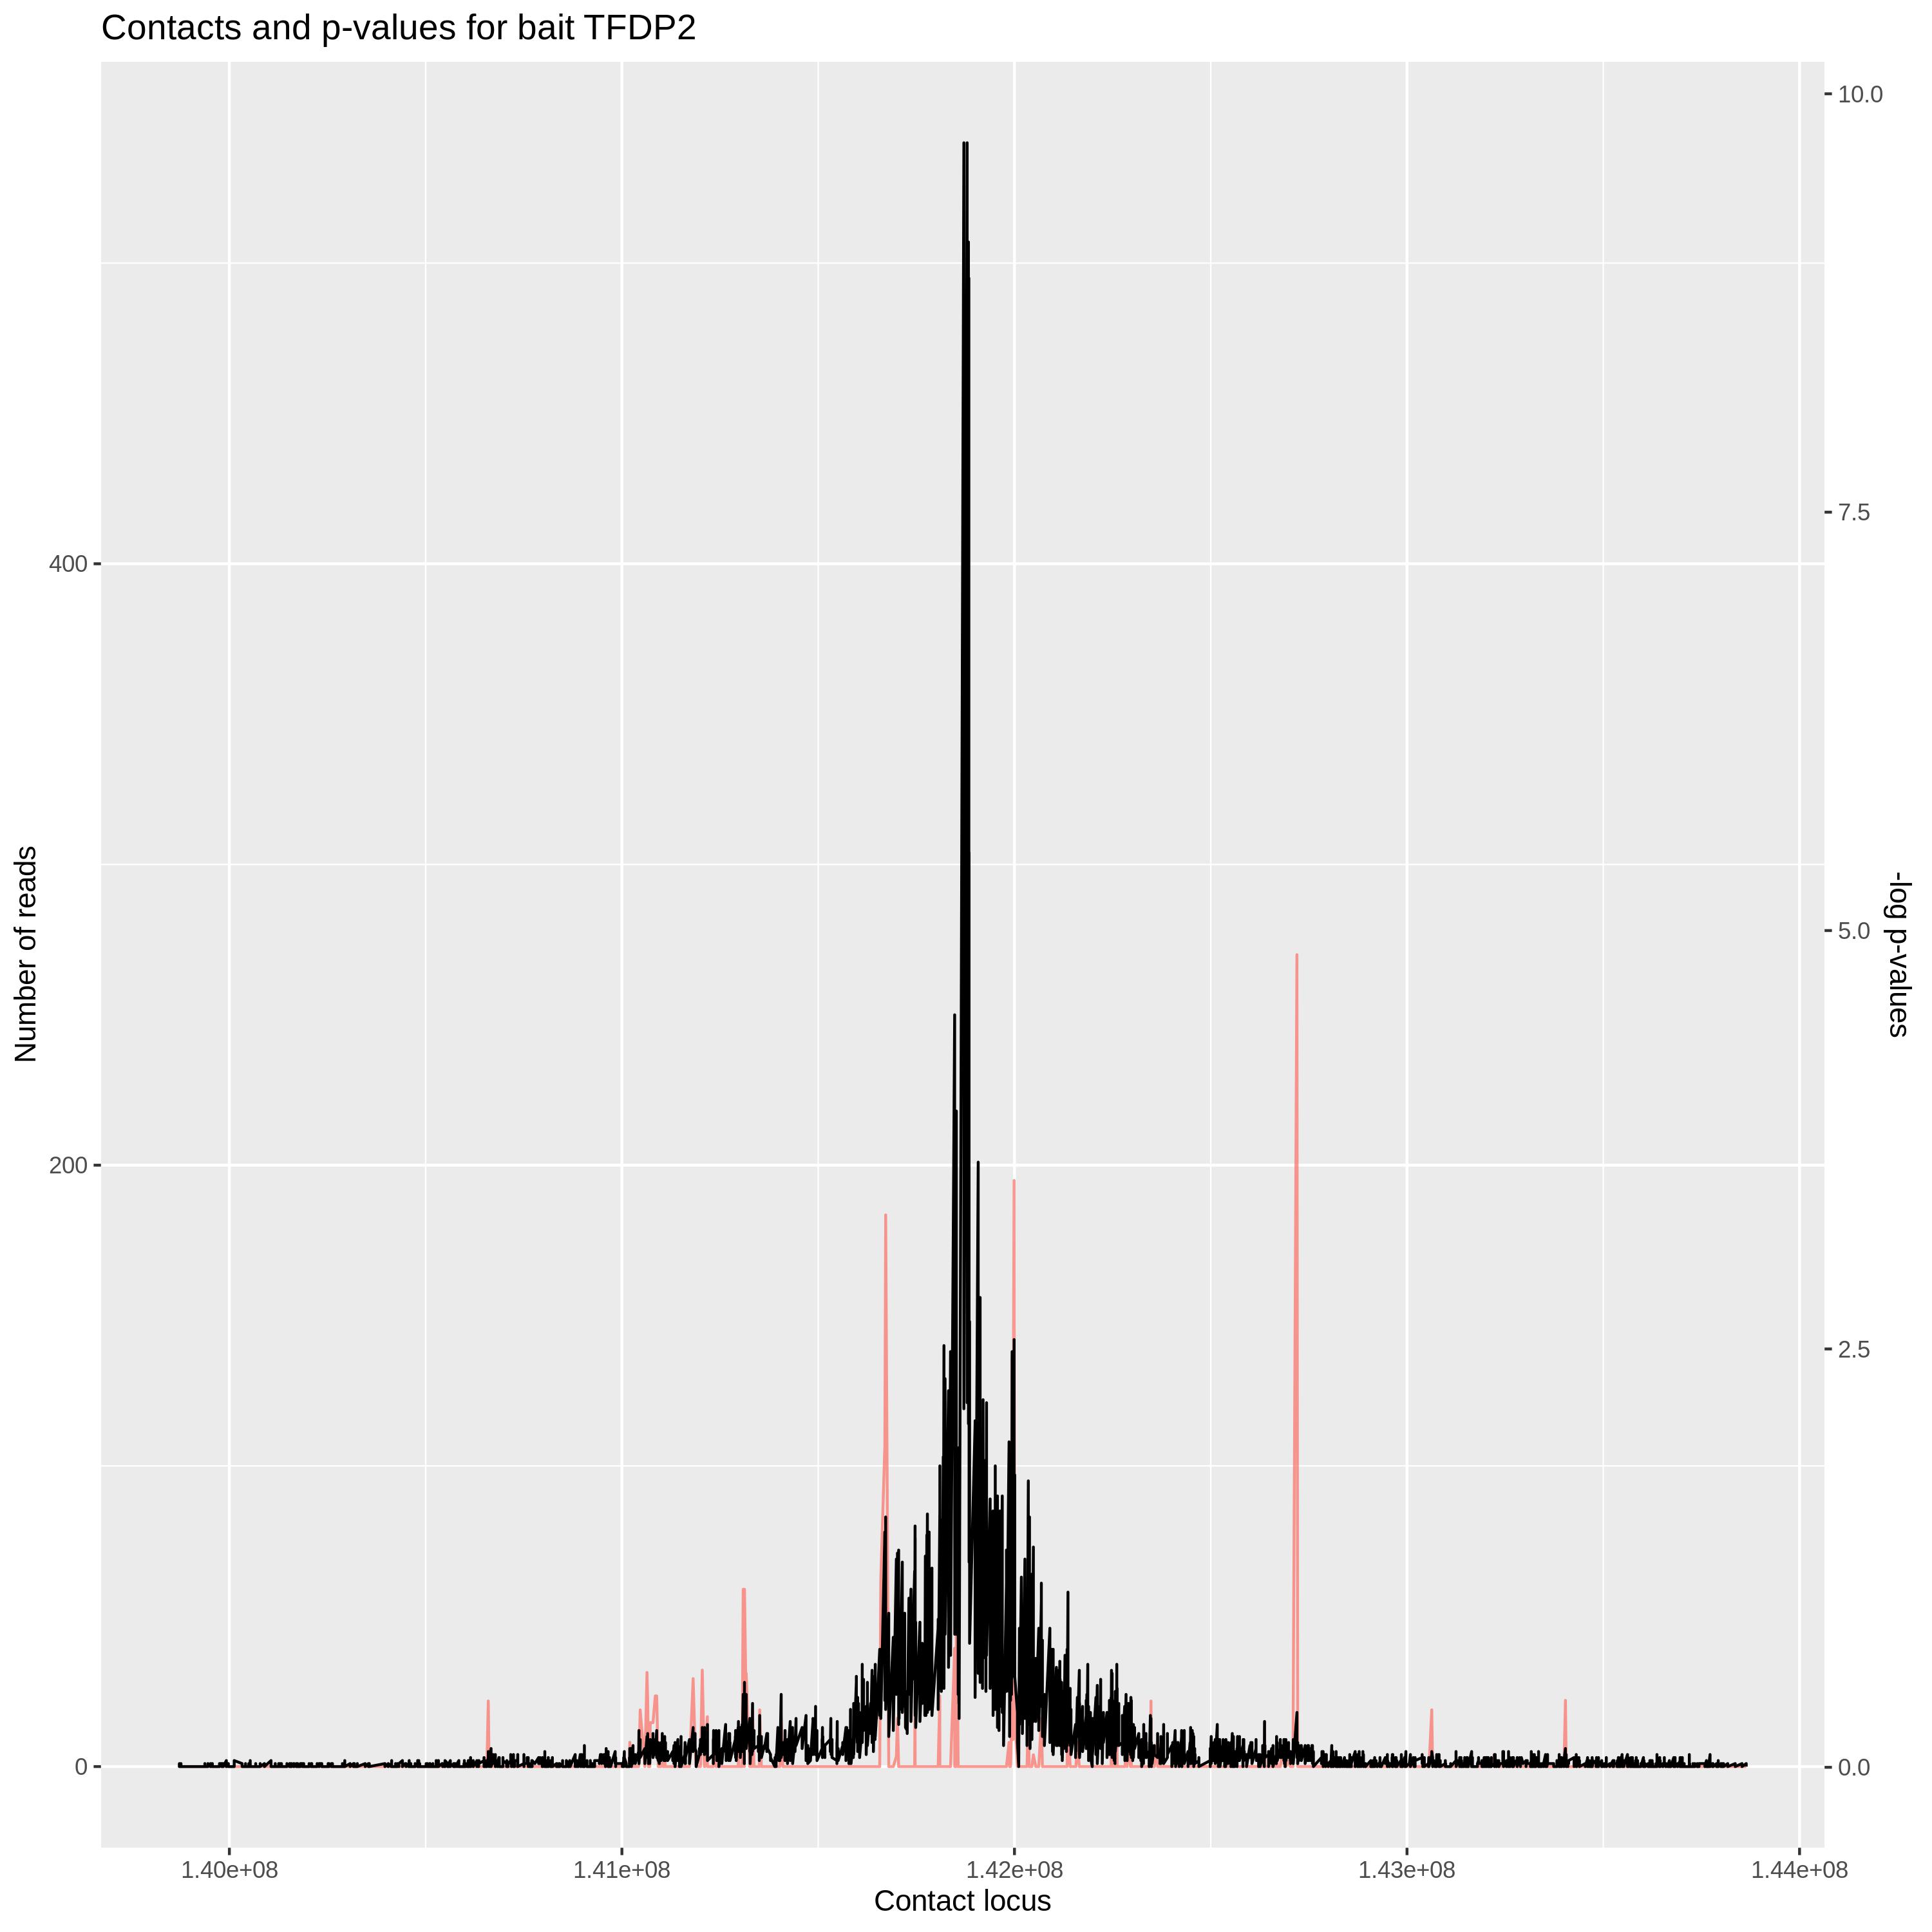 Contacts and p-values for bait TFDP2
10.0
7.5
400
5.0
Number of reads
-log p-values
200
2.5
0
0.0
1.40e+08
1.41e+08
1.42e+08
1.43e+08
1.44e+08
Contact locus